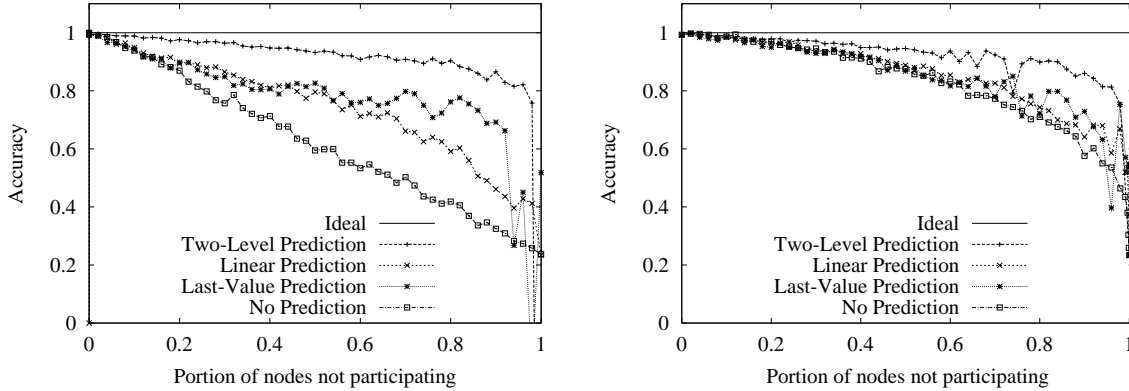 1
0.8
0.6
0.4
0.2
0
Accuracy
Ideal
Two-Level Prediction
Linear Prediction
Last-Value Prediction
No Prediction
0 0.2 0.4 0.6 0.8 1
Portion of nodes not participating
1
0.8
0.6
0.4
0.2
0
Accuracy
Ideal
Two-Level Prediction
Linear Prediction
Last-Value Prediction
No Prediction
0 0.2 0.4 0.6 0.8 1
Portion of nodes not participating